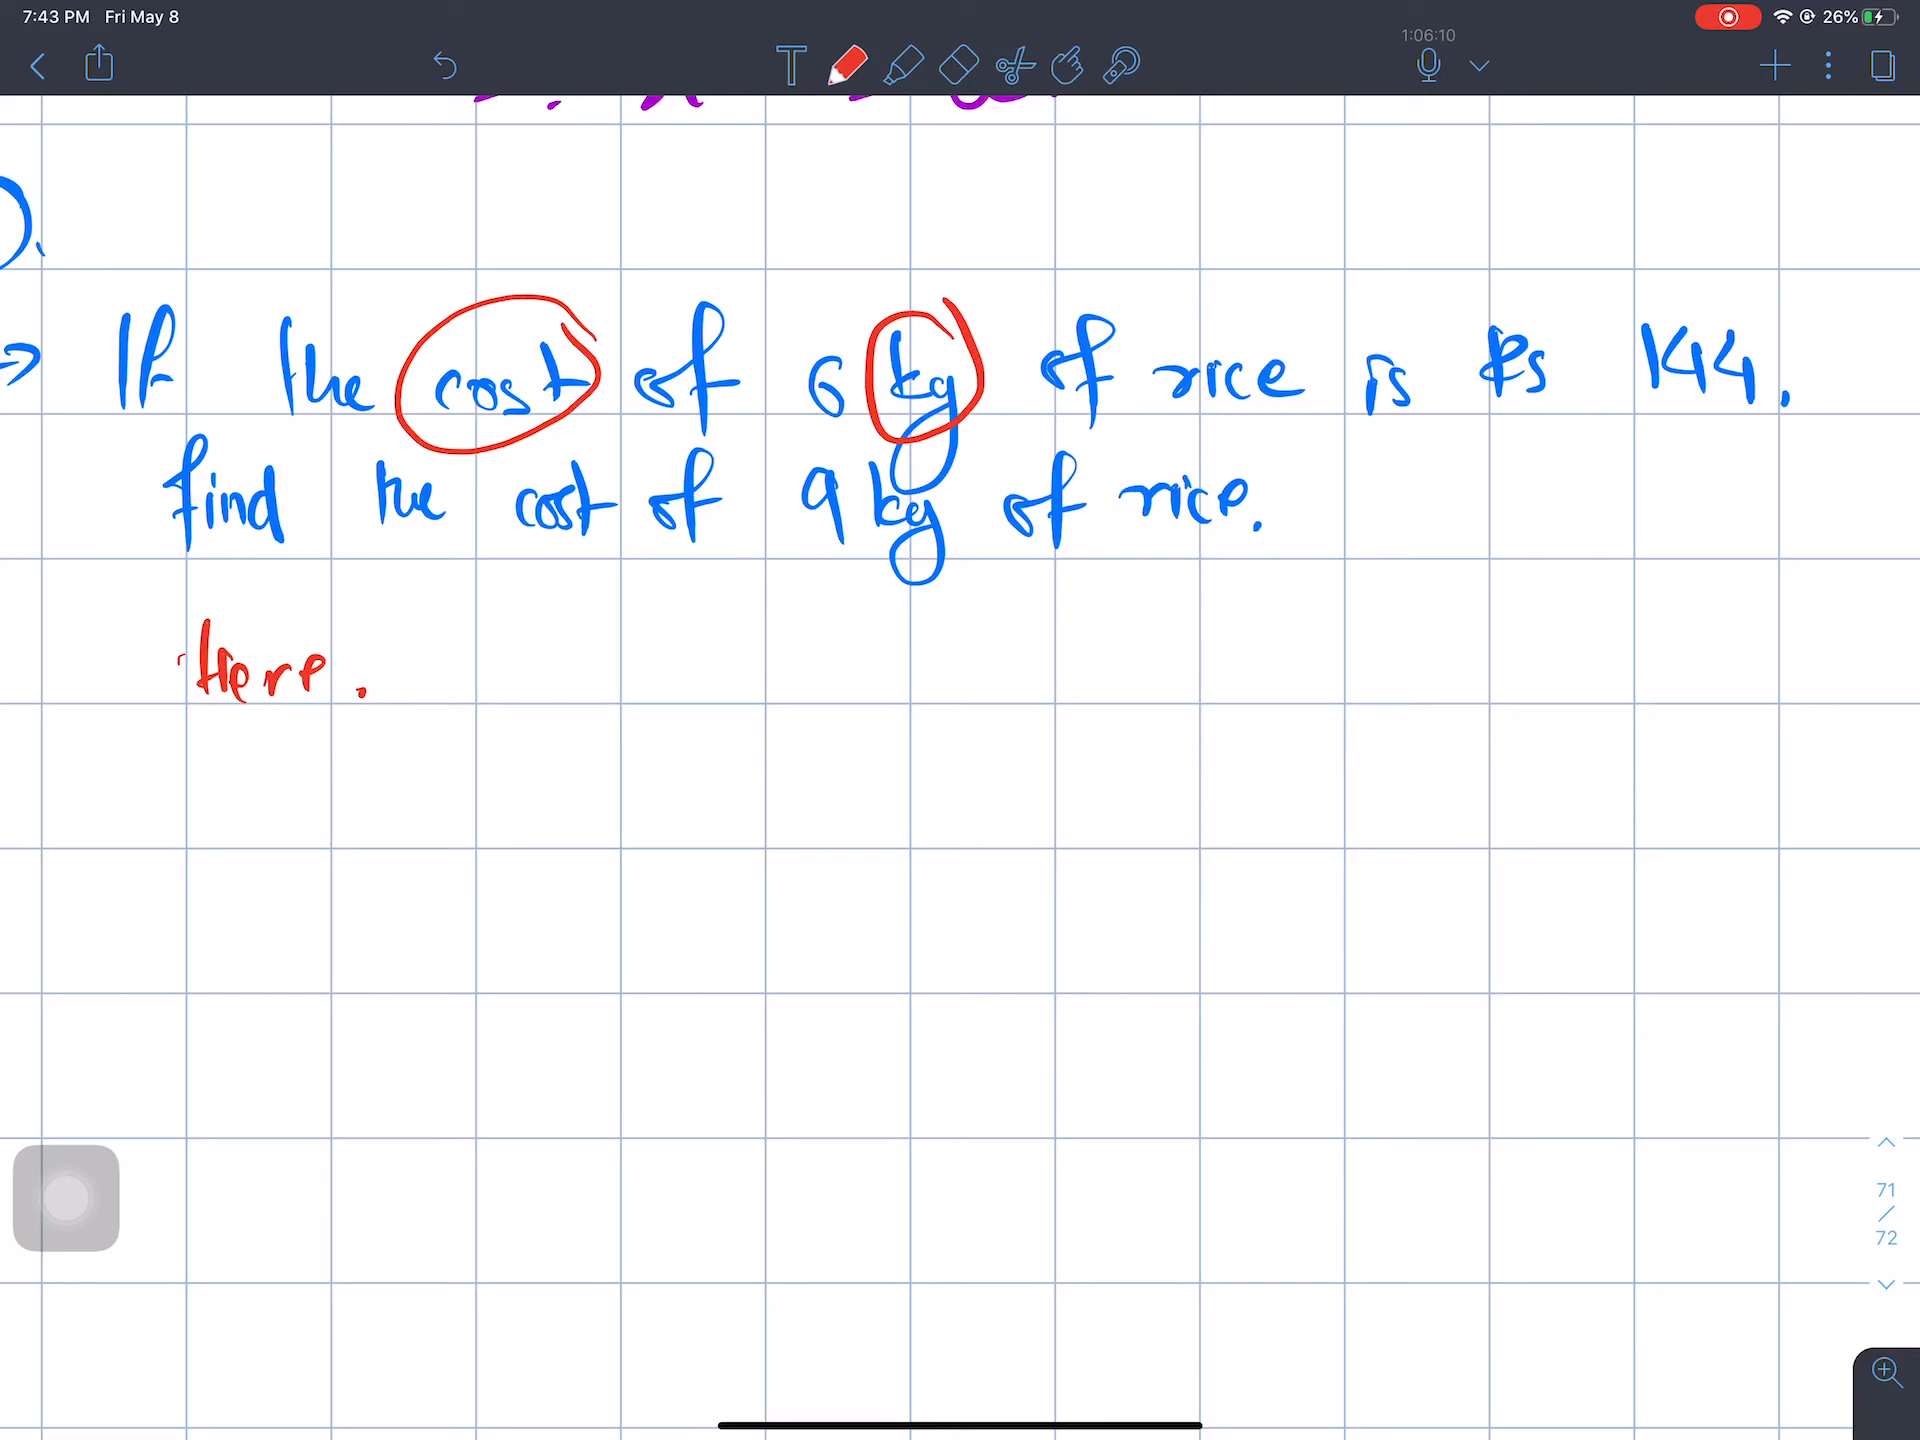 7:43 PM Fri May 8
26%
1:06:10
If the cost of 6 kg of rice is Rs 144.
find the cost of 9 kg of rice.
Here.
71
/
72